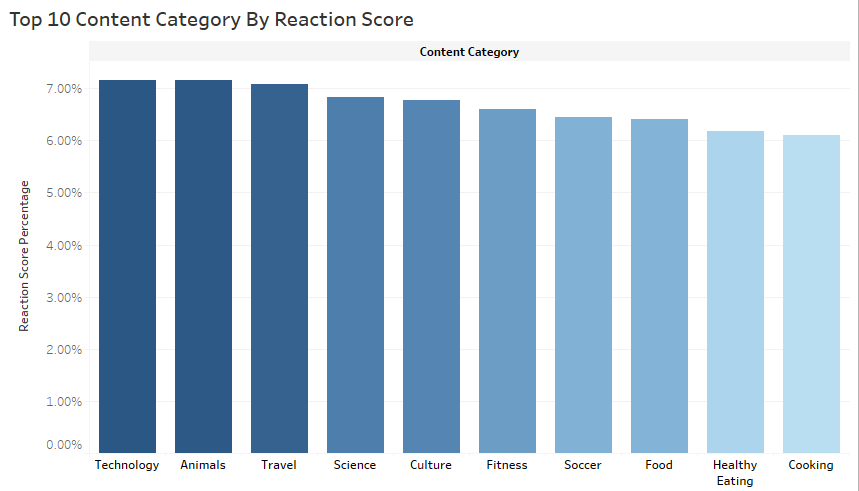 Top 10 Content Category By Reaction Score
Content Category
7.00%
6.00%
5.00%
4.00%
3.00%
2.00%
1.00%
0.00%
Reaction Score Percentage
Technology
Animals
Travel
Science
Culture
Fitness
Soccer
Food
Healthy
Eating
Cooking